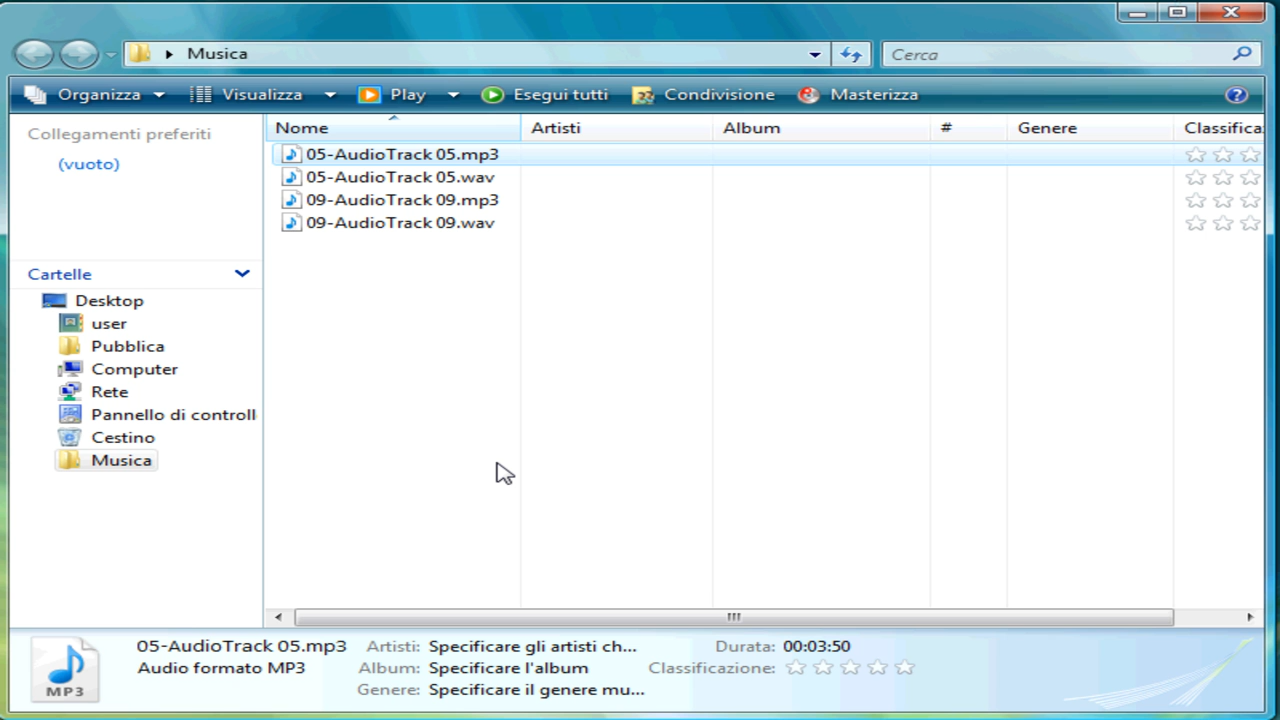 Musica
Cerca
Organizza Visualizza Play Esegui tutti Condivisione Masterizza
Collegamenti preferiti
(vuoto)
Nome Artisti Album # Genere Classifica
05-AudioTrack 05.mp3
05-AudioTrack 05.wav
09-AudioTrack 09.mp3
09-AudioTrack 09.wav
Cartelle
Desktop
user
Pubblica
Computer
Rete
Pannello di controll
Cestino
Musica
MP3
05-AudioTrack 05.mp3 Artisti: Specificare gli artisti ch... Durata: 00:03:50
Audio formato MP3 Album: Specificare l'album Classificazione:
Genere: Specificare il genere mu...